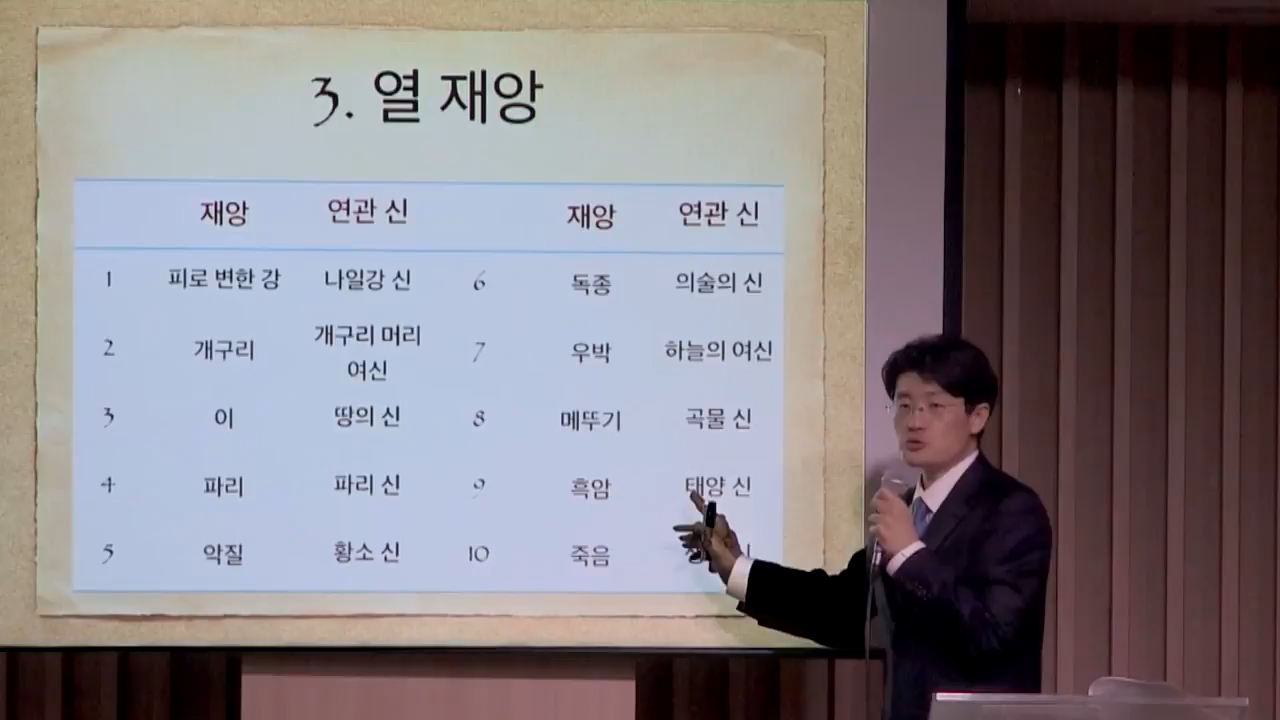 3. 열 재앙
재앙 연관 신 재앙 연관 신
1 피로 변한 강 나일강 신 6 독종 의술의 신
2 개구리 개구리 머리 여신 7 우박 하늘의 여신
3 이 땅의 신 8 메뚜기 곡물 신
4 파리 파리 신 9 흑암 태양 신
5 악질 황소 신 10 죽음